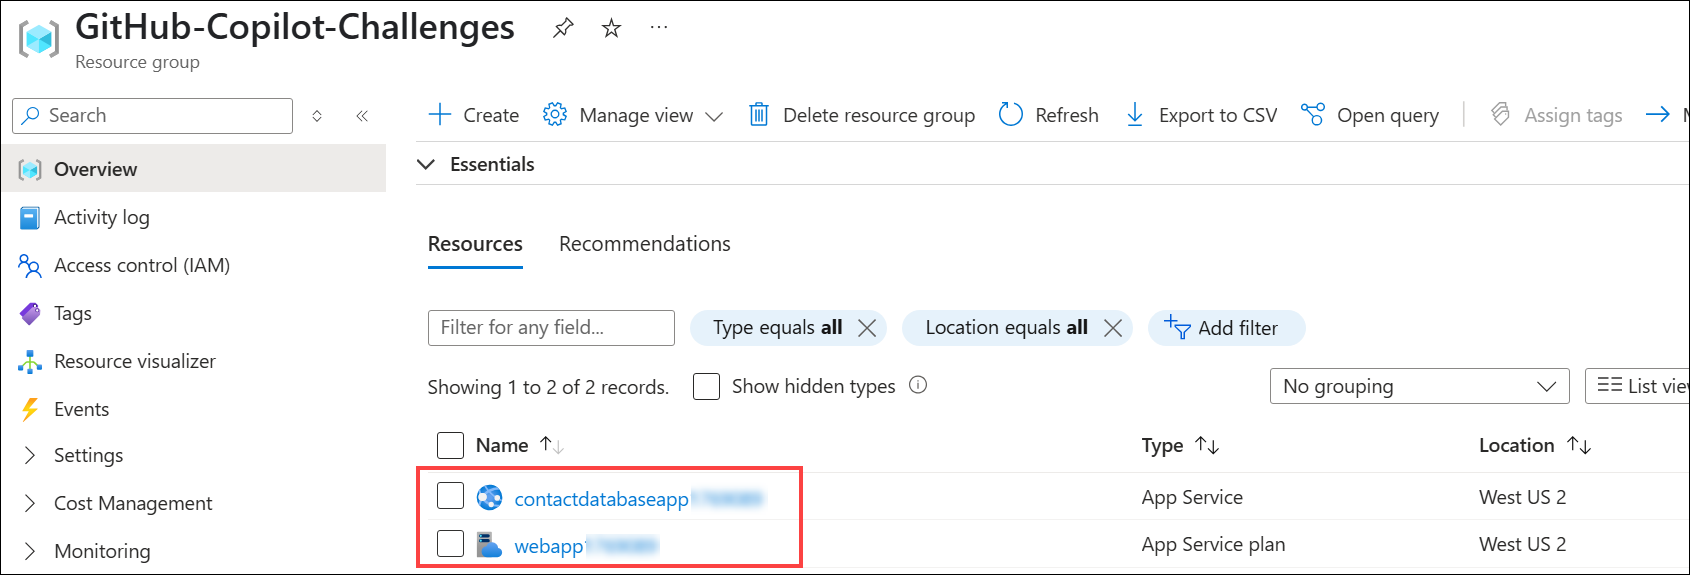 GitHub-Copilot-Challenges
Resource group
Search
Create Manage view Delete resource group Refresh Export to CSV Open query Assign tags
Essentials
Overview
Activity log
Access control (IAM)
Tags
Resource visualizer
Events
Settings
Cost Management
Monitoring
Resources Recommendations
Filter for any field... Type equals all Location equals all Add filter
Showing 1 to 2 of 2 records. Show hidden types No grouping List
Name Type Location
contactdatabaseapp App Service West US 2
webapp App Service plan West US 2